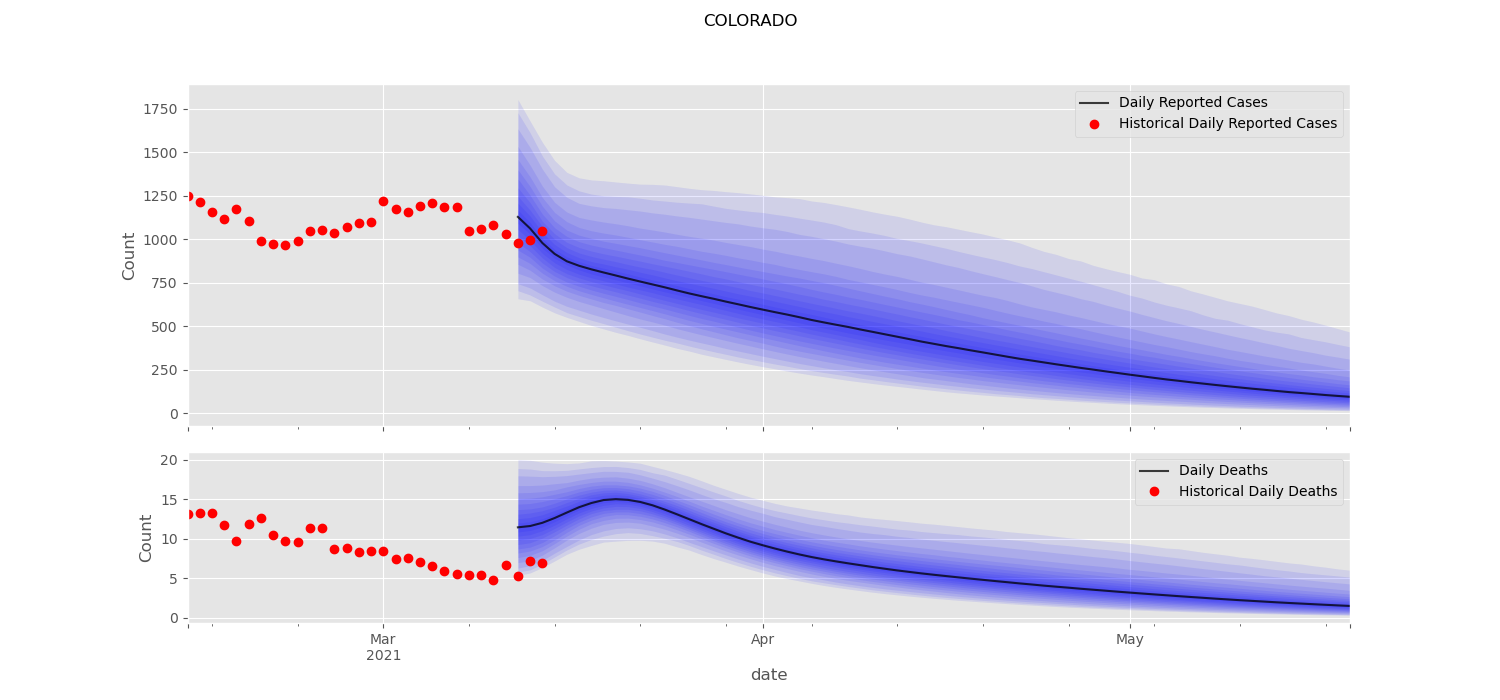 COLORADO
Count
1750
1500
1250
1000
750
500
250
0
Daily Reported Cases
Historical Daily Reported Cases
Count
20
15
10
5
0
Daily Deaths
Historical Daily Deaths
Mar
2021
Apr
May
date